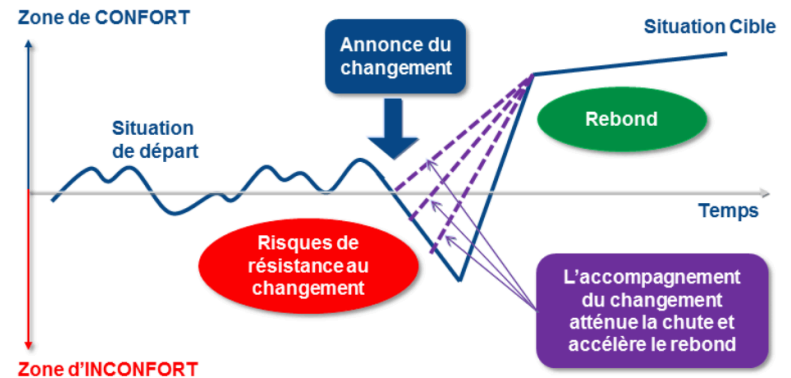 Zone de CONFORT
Situation Cible
Annonce du
changement
Situation
de départ
Rebond
Temps
Risques de
résistance au
changement
L'accompagnement
du changement
atténue la chute et
accélère le rebond
Zone d'INCONFORT